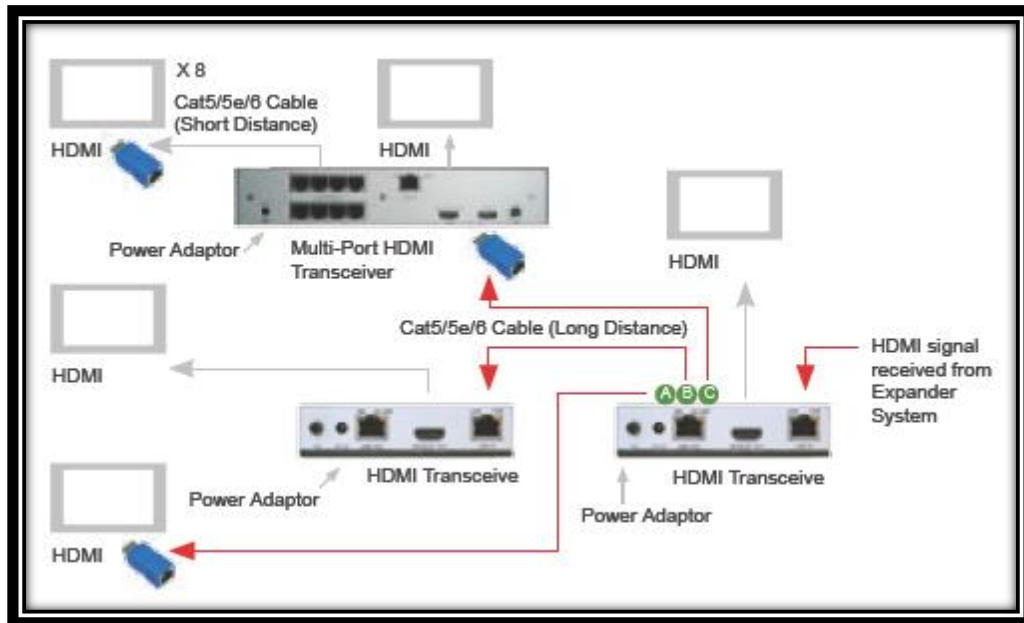 X 8
Cat5/5e/6 Cable
(Short Distance)
HDMI
HDMI
Power Adaptor
Multi-Port HDMI
Transceiver
HDMI
Cat5/5e/6 Cable (Long Distance)
HDMI
HDMI signal
received from
Expander
System
A B C
HDMI Transceive
HDMI Transceive
Power Adaptor
Power Adaptor
HDMI